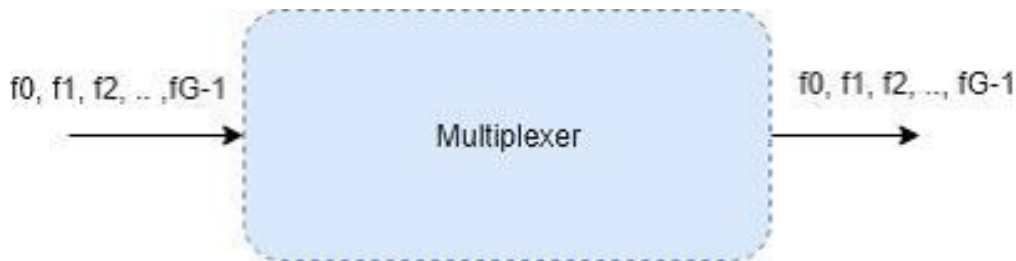 f0, f1, f2, .. ,fG-1
f0, f1, f2, .., fG-1
Multiplexer